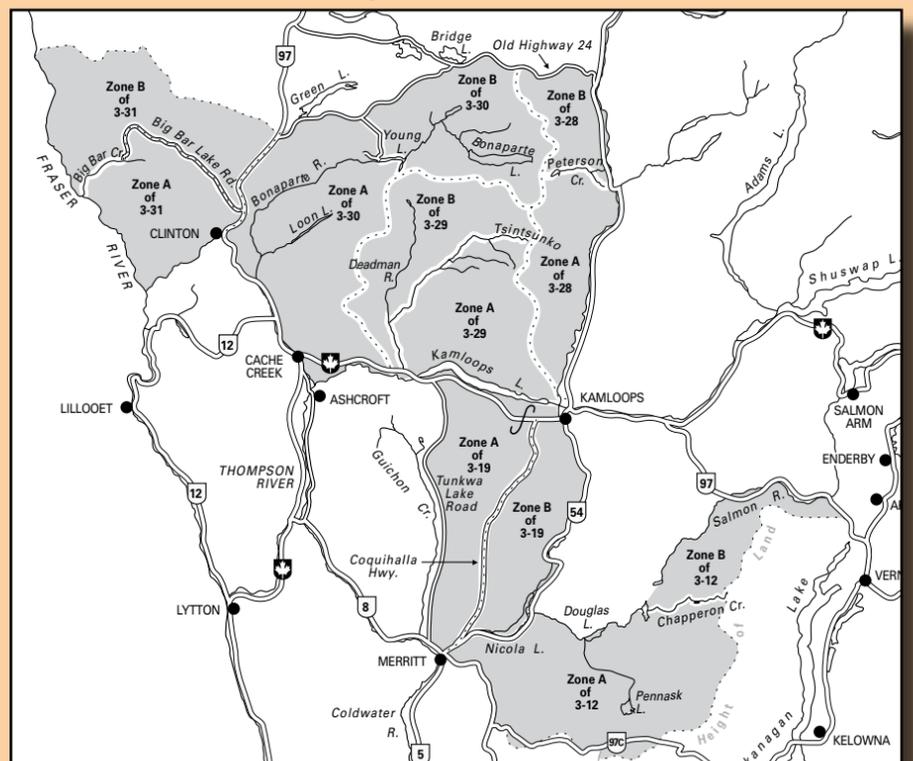 Bridge
L.
Old Highway 24
97
Green L.
Zone B
of
3-31
Zone B
of
3-30
Zone B
of
3-28
Big Bar Lake Rd.
Big Bar Cr.
Young
L.
Bonaparte
L.
Peterson
Cr.
Adams L.
FRASER
RIVER
Zone A
of
3-31
Bonaparte R.
Zone A
of
3-30
Loon L.
Zone B
of
3-29
CLINTON
Tsintsunko
Deadman
R.
Zone A
of
3-28
Shuswap L.
Zone A
of
3-29
12
CACHE
CREEK
Kamloops L.
ASHCROFT
KAMLOOPS
LILLOOET
SALMON
ARM
ENDERBY
Zone A
of
3-19
Tunkwa
Lake
Road
Guichon Cr.
THOMPSON
RIVER
12
97
Salmon R.
Zone B
of
3-19
54
Land
Zone B
of
3-12
Coquihalla
Hwy.
VERN
Lake
LYTTON
8
Douglas
L.
Chapperon Cr.
of
MERRITT
Nicola L.
Zone A
of
3-12
Pennask
L.
Height
Coldwater
R.
5
97C
kanagan
KELOWNA